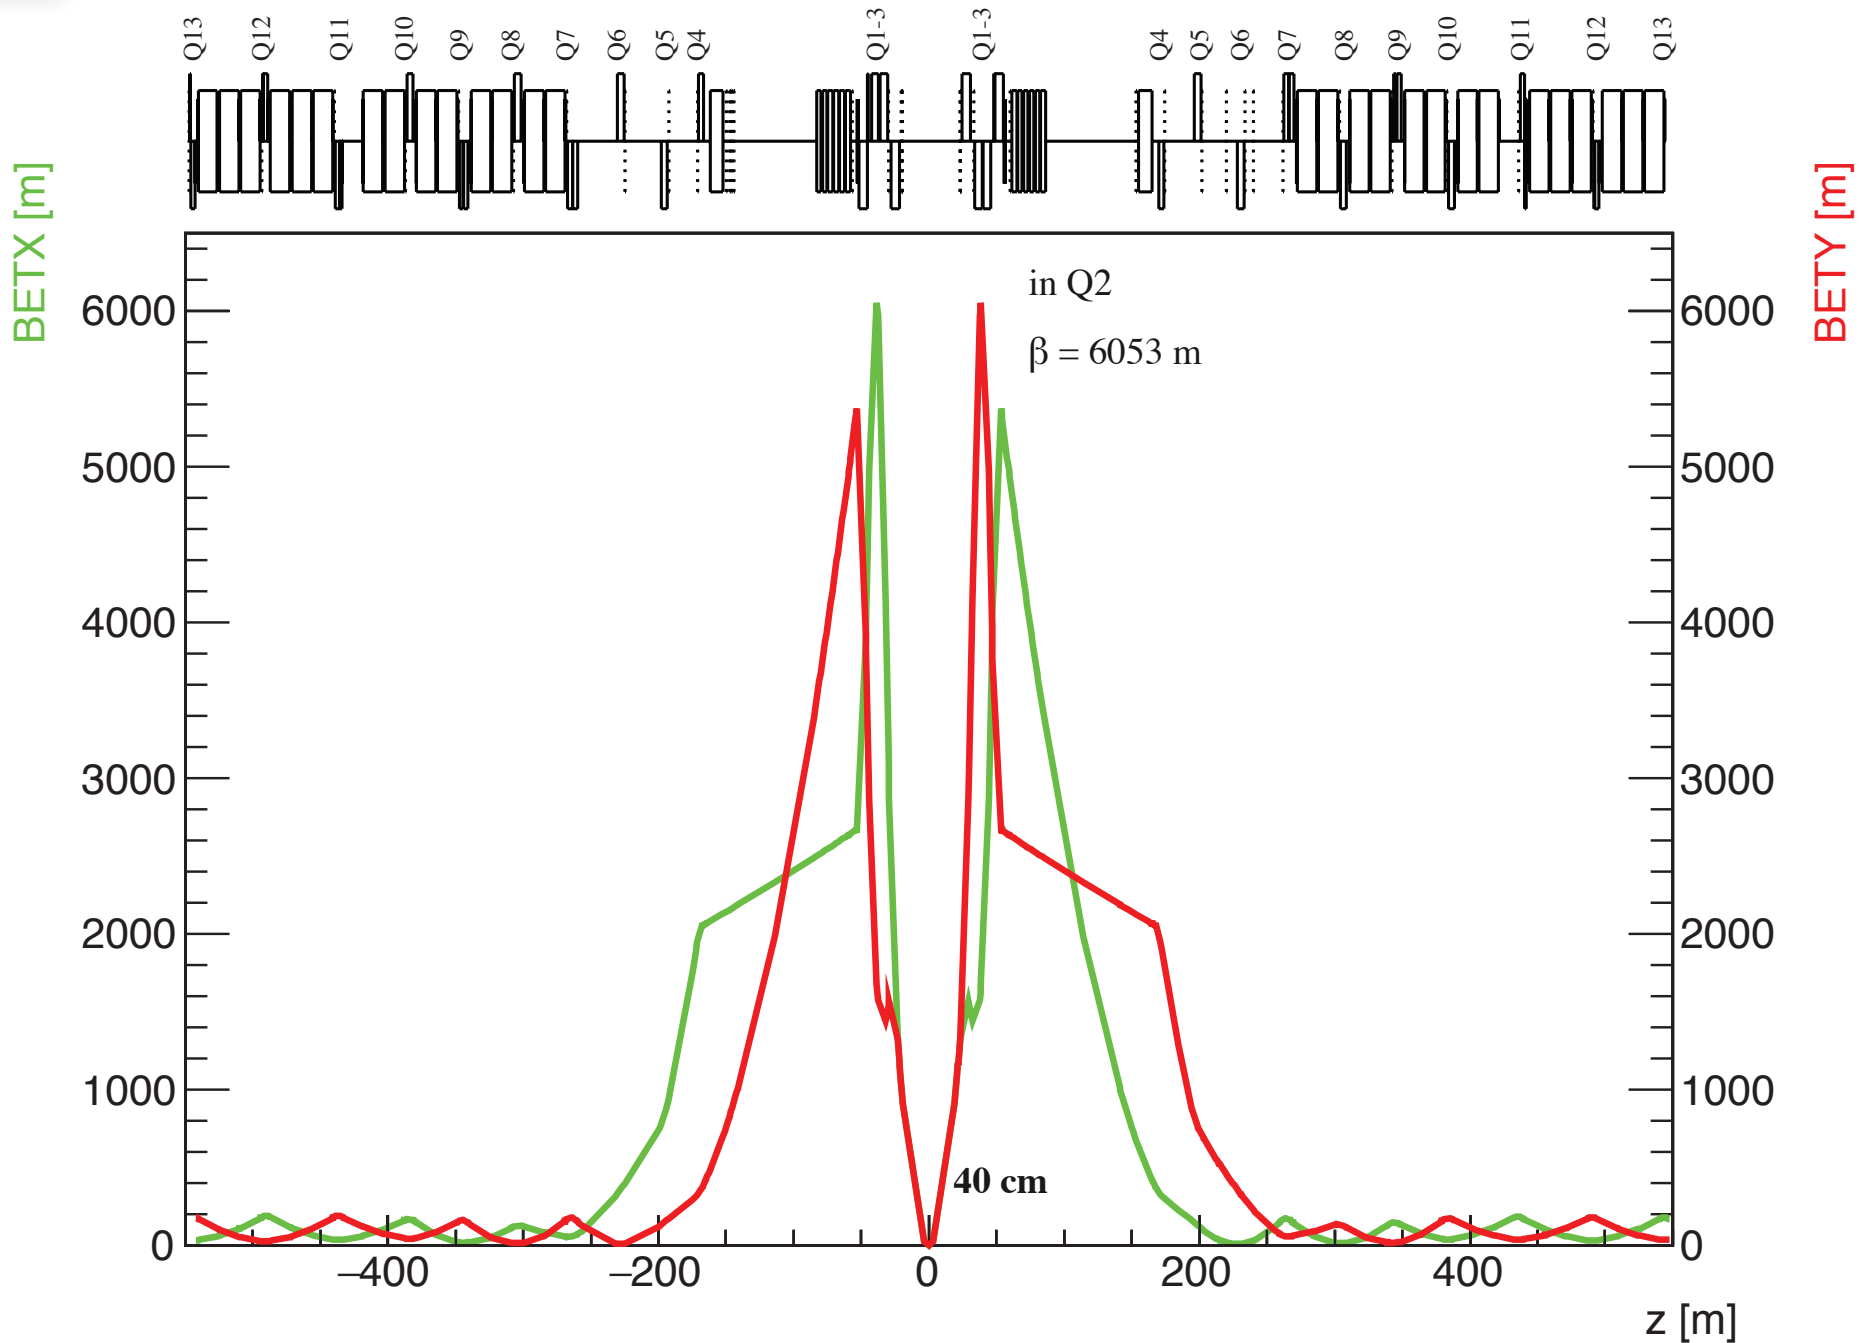 Q13 Q12 Q11 Q10 Q9 Q8 Q7 Q6 Q5 Q4 Q1-3 Q1-3 Q4 Q5 Q6 Q7 Q8 Q9 Q10 Q11 Q12 Q13
BETX [m]
BETY [m]
in Q2
β = 6053 m
6000 6000
5000 5000
4000 4000
3000 3000
2000 2000
1000 1000
40 cm
0 0
−400 −200 0 200 400
z [m]